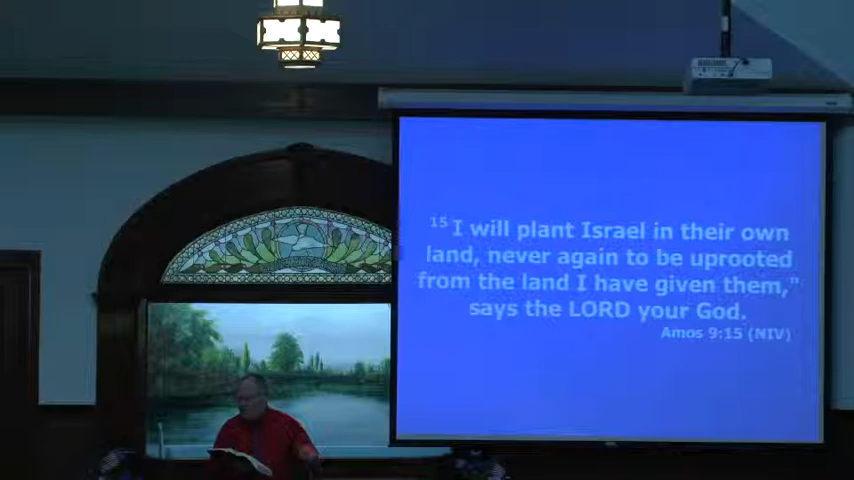 15 I will plant Israel in their own
land, never again to be uprooted
from the land I have given them,"
says the LORD your God.
Amos 9:15 (NIV)